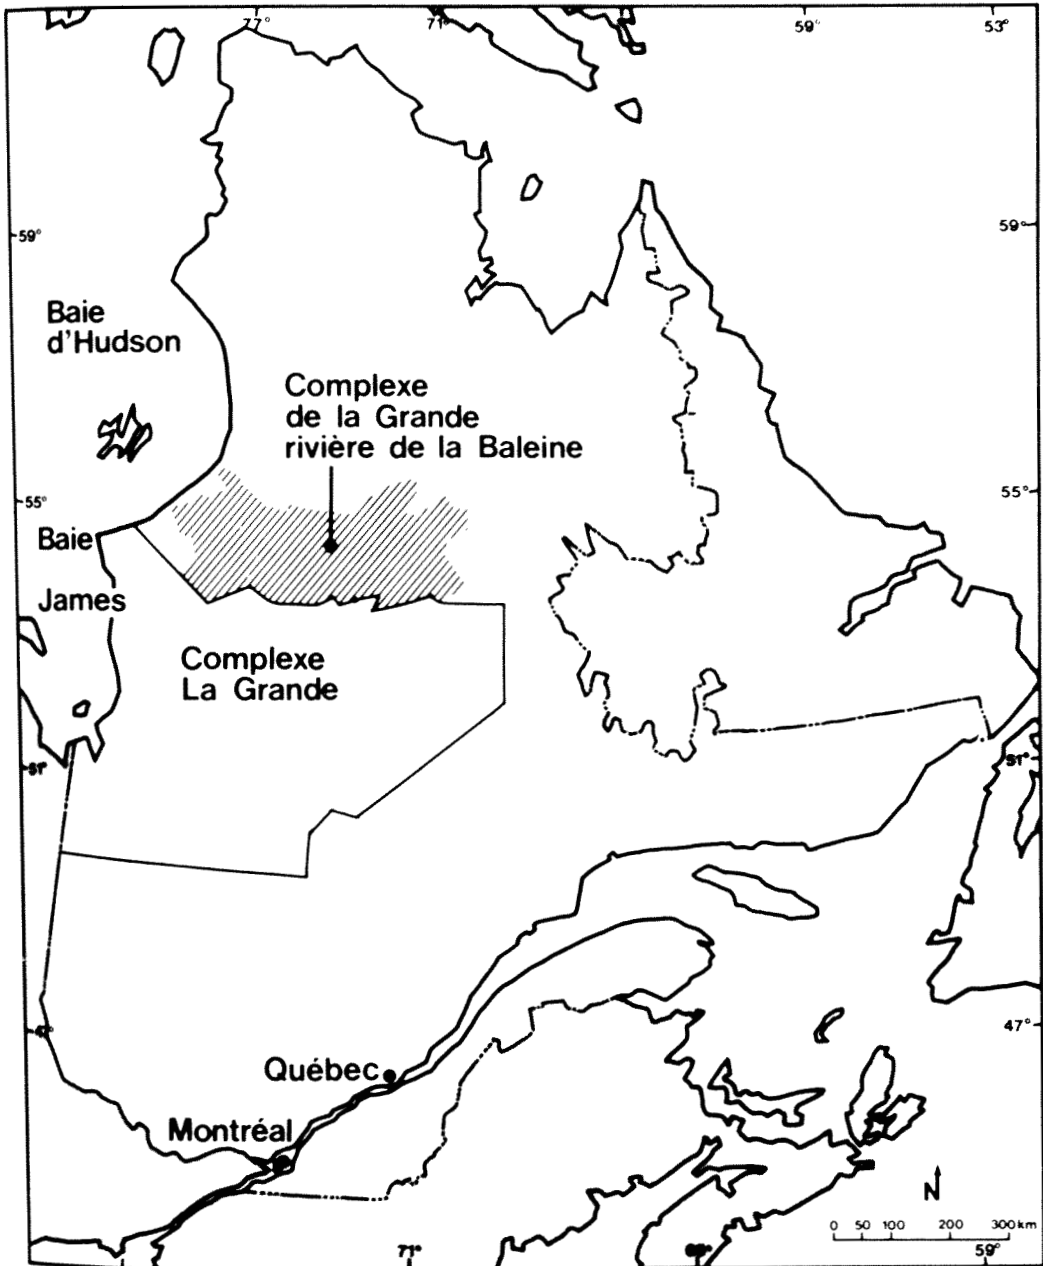 77° 71° 59° 53°
59° 59°
Baie
d'Hudson
Complexe
de la Grande
rivière de la Baleine
55° 55°
Baie
James
Complexe
La Grande
51° 51°
47° 47°
Québec
Montréal
N
0 50 100 200 300 km
71° 59°